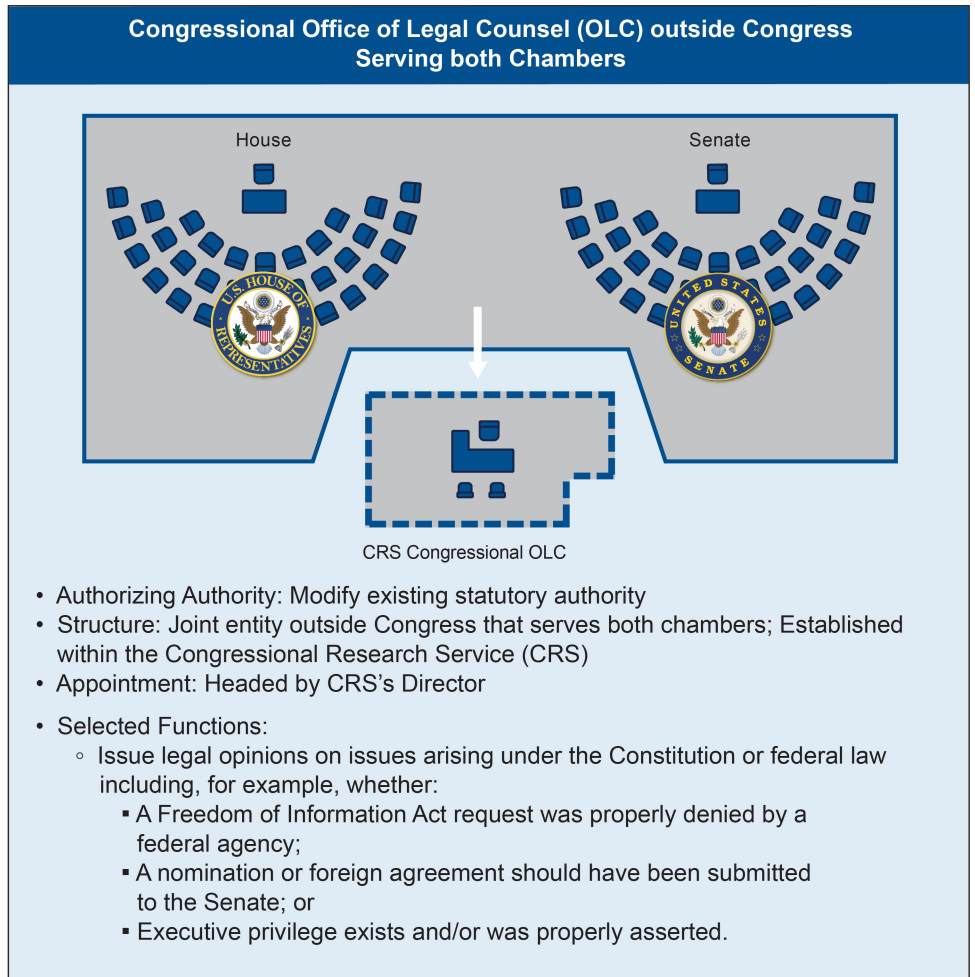 Congressional Office of Legal Counsel (OLC) outside Congress
Serving both Chambers
House
Senate
U.S. HOUSE OF
REPRESENTATIVES
UNITED STATES
SENATE
CRS Congressional OLC
• Authorizing Authority: Modify existing statutory authority
• Structure: Joint entity outside Congress that serves both chambers; Established
within the Congressional Research Service (CRS)
• Appointment: Headed by CRS’s Director
• Selected Functions:
◦ Issue legal opinions on issues arising under the Constitution or federal law
including, for example, whether:
▪ A Freedom of Information Act request was properly denied by a
federal agency;
▪ A nomination or foreign agreement should have been submitted
to the Senate; or
▪ Executive privilege exists and/or was properly asserted.